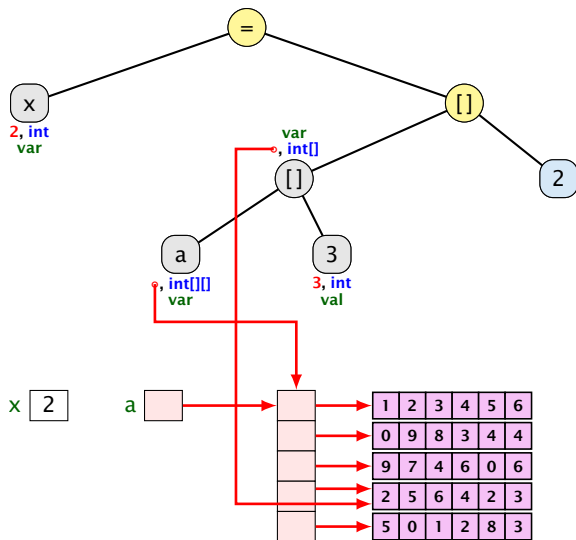 =
x
[]
2, int
var
var
, int[]
[]
2
a
3
, int[][]
var
3, int
val
x 2 a
1 2 3 4 5 6
0 9 8 3 4 4
9 7 4 6 0 6
2 5 6 4 2 3
5 0 1 2 8 3